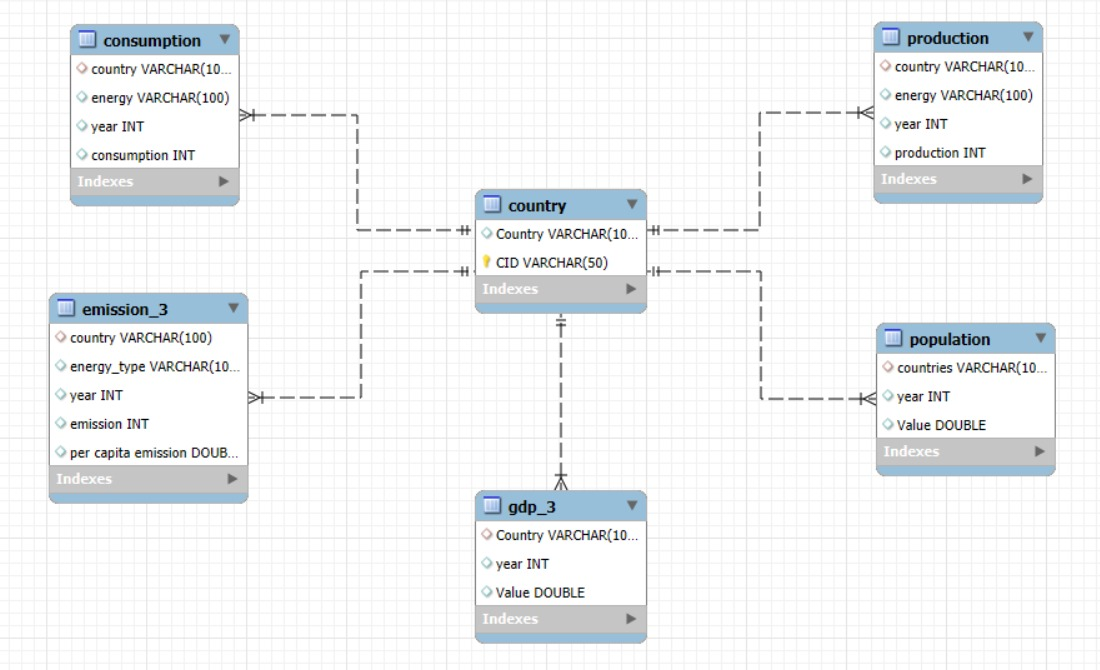 consumption
country VARCHAR(10...
energy VARCHAR(100)
year INT
consumption INT
Indexes
production
country VARCHAR(10...
energy VARCHAR(100)
year INT
production INT
Indexes
country
Country VARCHAR(10...
CID VARCHAR(50)
Indexes
emission_3
country VARCHAR(100)
energy_type VARCHAR(10...
year INT
emission INT
per capita emission DOUB...
Indexes
population
countries VARCHAR(10...
year INT
Value DOUBLE
Indexes
gdp_3
Country VARCHAR(10...
year INT
Value DOUBLE
Indexes